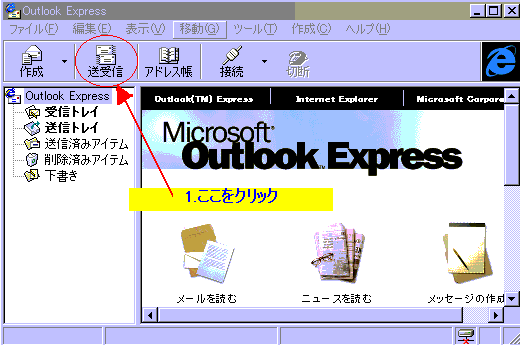 Outlook Express
ファイル(F) 編集(E) 表示(V) 移動(G) ツール(T) 作成(C) ヘルプ(H)
作成 送受信 アドレス帳 接続 切断
Outlook Express
受信トレイ
送信トレイ
送信済みアイテム
削除済みアイテム
下書き
Outlook(TM) Express Internet Explorer Microsoft Corpora
Microsoft
Outlook Express
1.ここをクリック
メールを読む ニュースを読む メッセージの作成